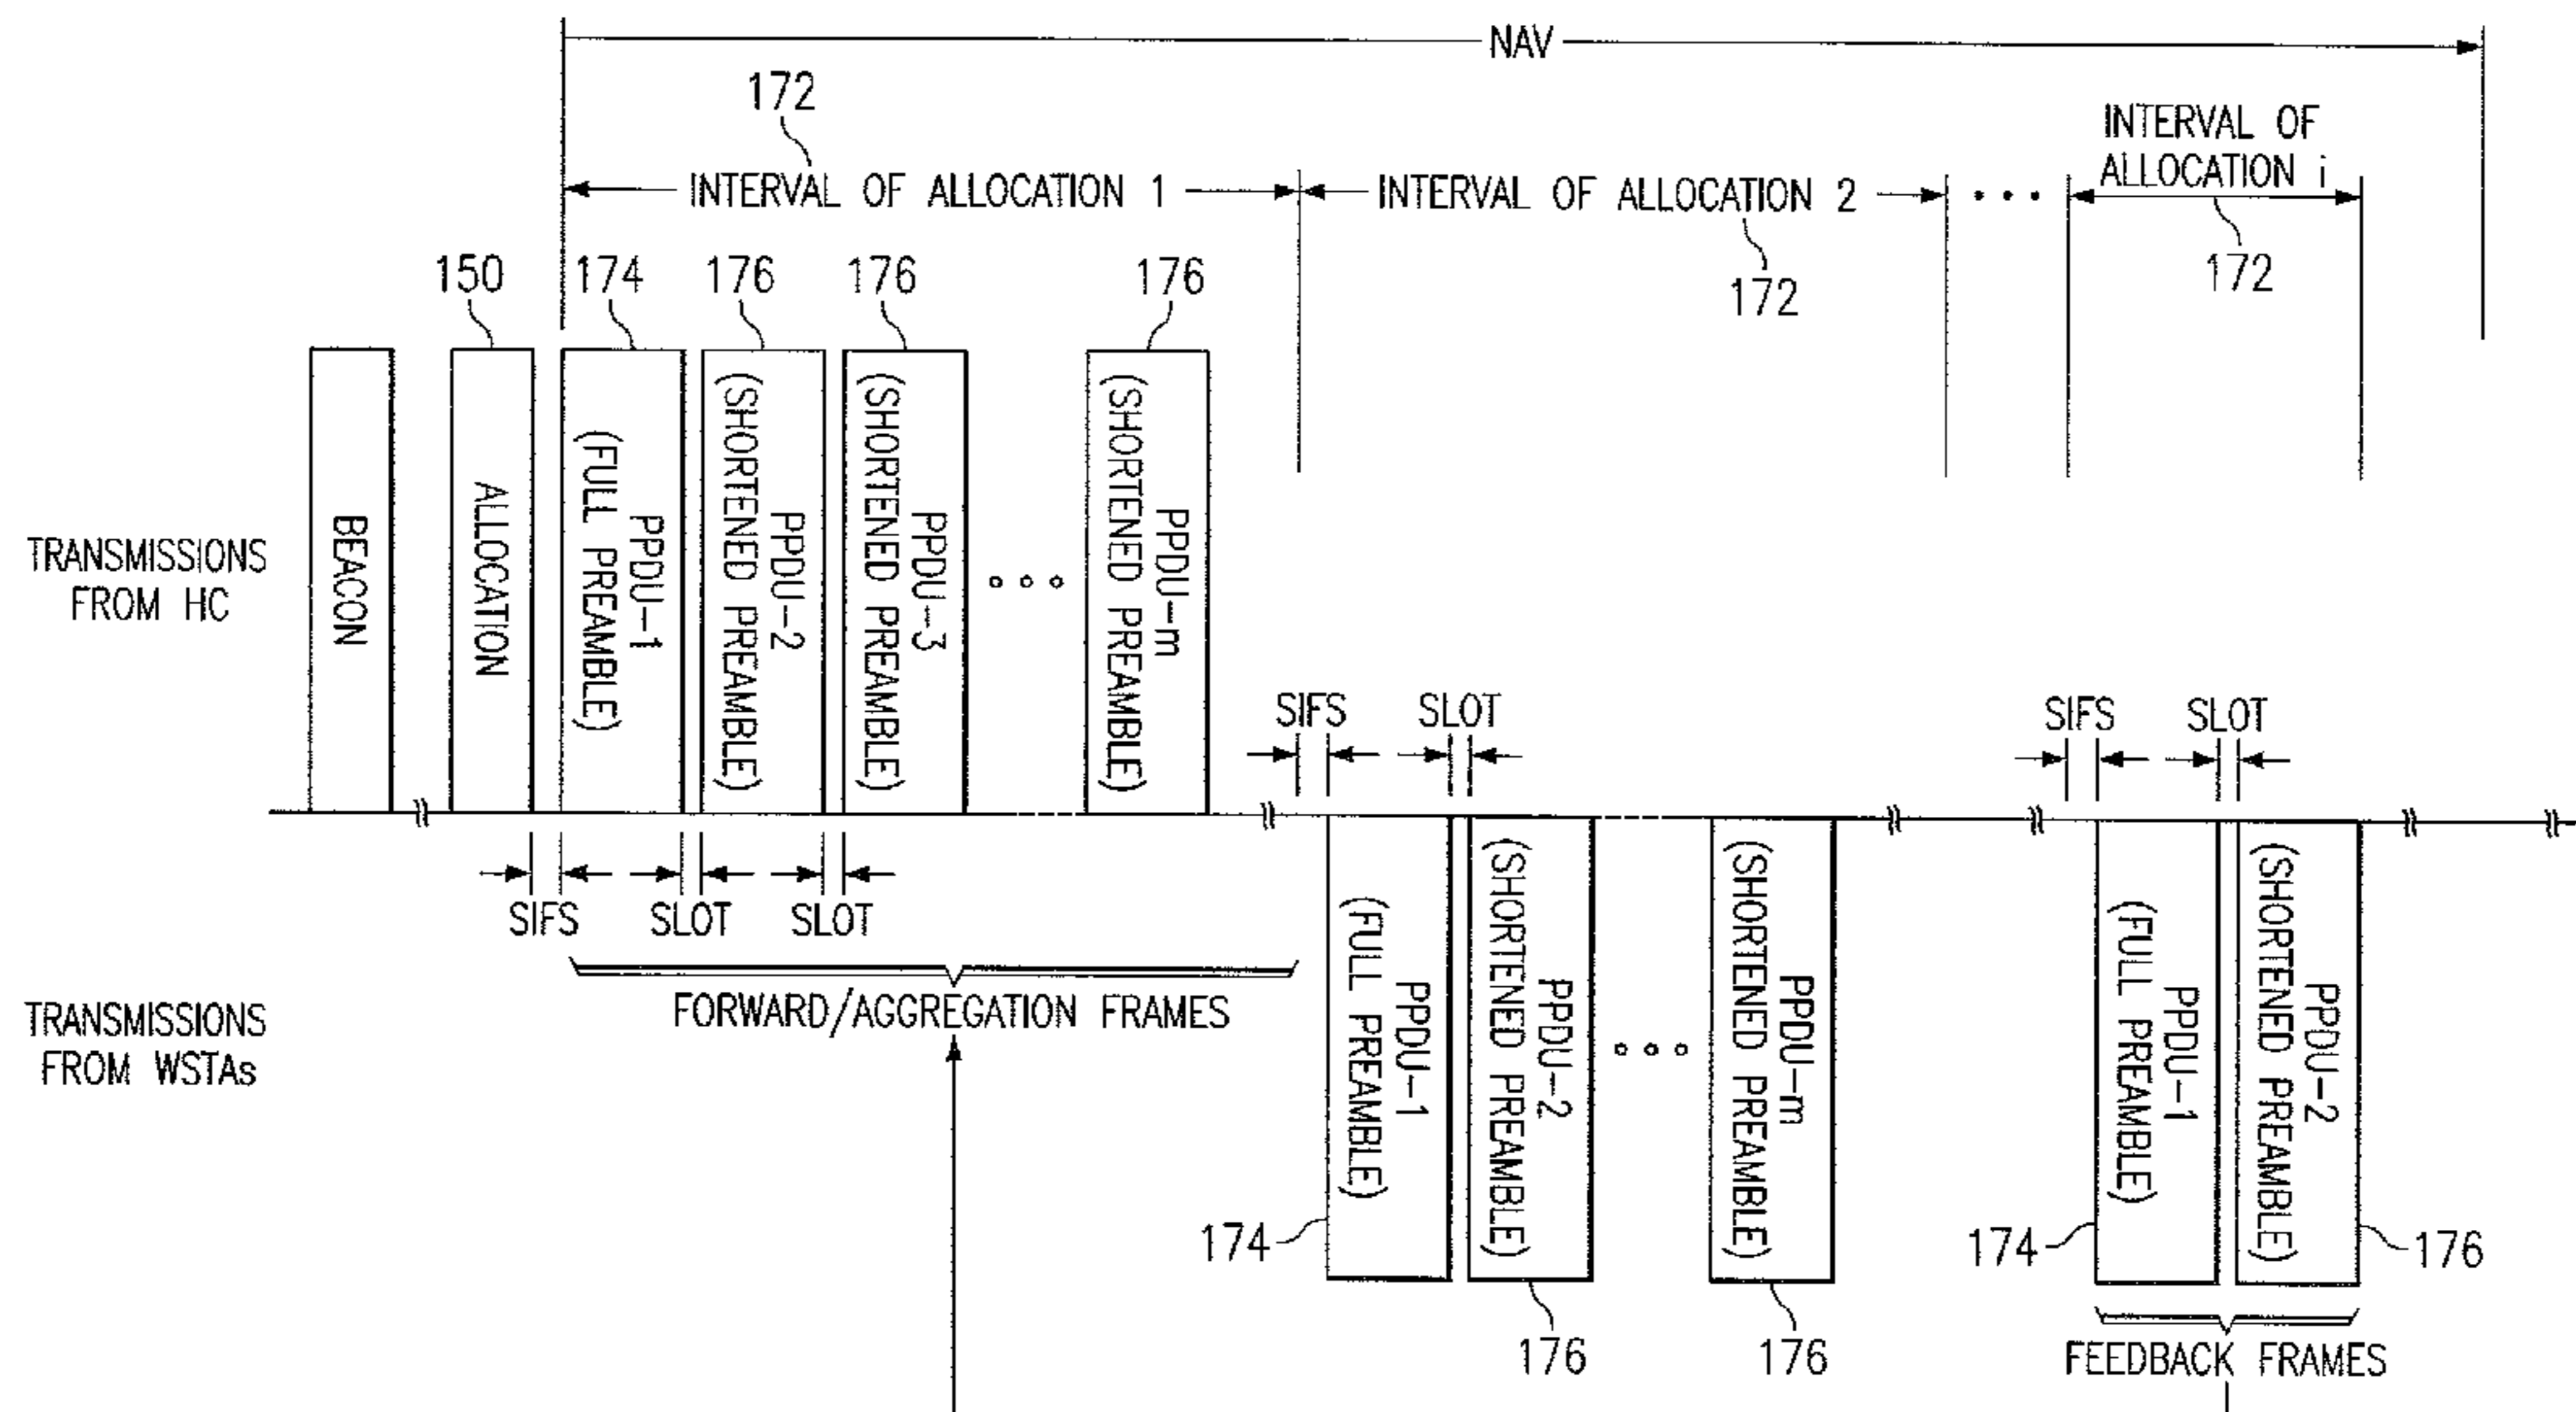 NAV
172
INTERVAL OF
ALLOCATION i
INTERVAL OF ALLOCATION 1
INTERVAL OF ALLOCATION 2
172
172
150
174
176
176
176
TRANSMISSIONS
FROM HC
BEACON
ALLOCATION
PPDU-1
(FULL PREAMBLE)
PPDU-2
(SHORTENED PREAMBLE)
PPDU-3
(SHORTENED PREAMBLE)
PPDU-m
(SHORTENED PREAMBLE)
SIFS
SLOT
SIFS
SLOT
SIFS
SLOT
SLOT
FORWARD/AGGREGATION FRAMES
TRANSMISSIONS
FROM WSTAs
PPDU-1
(FULL PREAMBLE)
PPDU-2
(SHORTENED PREAMBLE)
PPDU-m
(SHORTENED PREAMBLE)
PPDU-1
(FULL PREAMBLE)
PPDU-2
(SHORTENED PREAMBLE)
174
176
176
174
176
FEEDBACK FRAMES